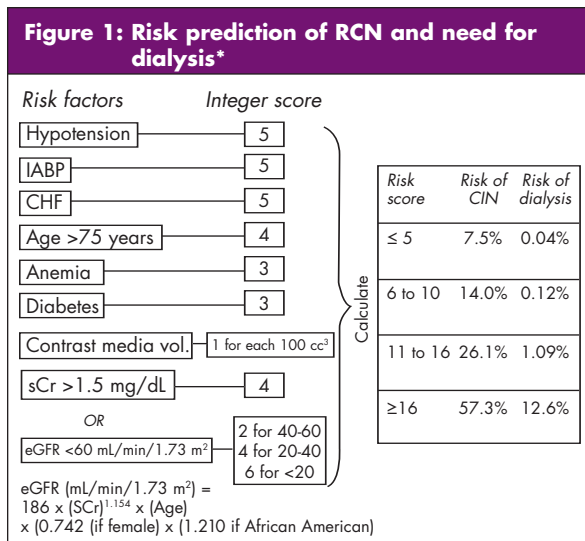 Figure 1: Risk prediction of RCN and need for
dialysis*
Risk factors Integer score
Hypotension 5
IABP 5
CHF 5
Age >75 years 4
Anemia 3
Diabetes 3
Contrast media vol. 1 for each 100 cc³
sCr >1.5 mg/dL 4
OR
eGFR <60 mL/min/1.73 m²
2 for 40-60
4 for 20-40
6 for <20
eGFR (mL/min/1.73 m²) =
186 x (SCr)¹·¹⁵⁴ x (Age)
x (0.742 (if female) x (1.210 if African American)
Calculate
Risk Risk of Risk of
score CIN dialysis
≤ 5 7.5% 0.04%
6 to 10 14.0% 0.12%
11 to 16 26.1% 1.09%
≥16 57.3% 12.6%